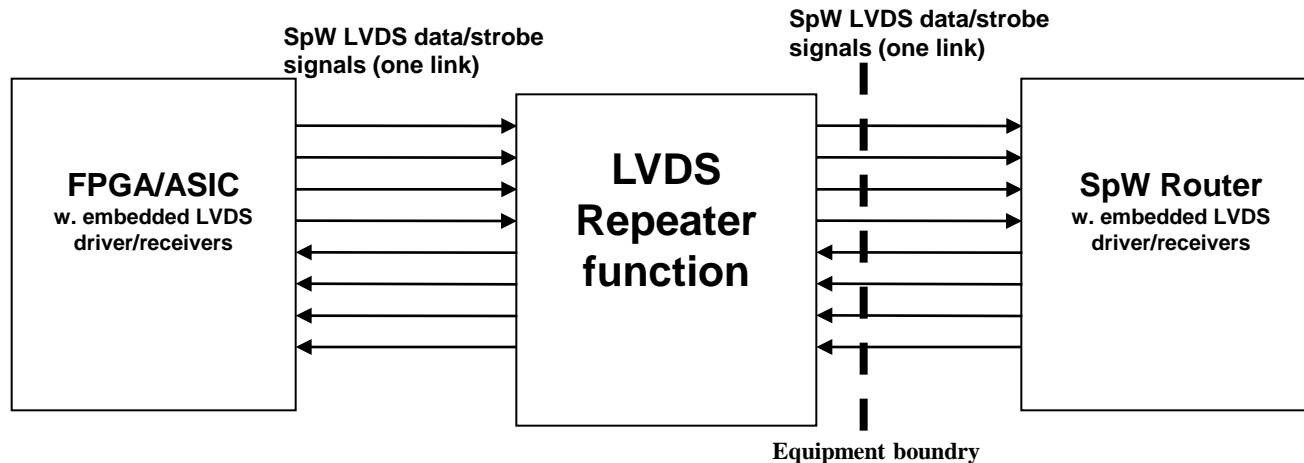 SpW LVDS data/strobe
signals (one link)
SpW LVDS data/strobe
signals (one link)
FPGA/ASIC
w. embedded LVDS
driver/receivers
LVDS
Repeater
function
SpW Router
w. embedded LVDS
driver/receivers
Equipment boundry